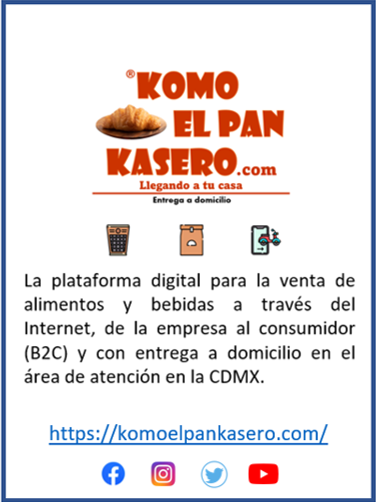 ®KOMO
EL PAN
KASERO.com
Llegando a tu casa
Entrega a domicilio
La plataforma digital para la venta de
alimentos y bebidas a través del
Internet, de la empresa al consumidor
(B2C) y con entrega a domicilio en el
área de atención en la CDMX.
https://komoelpankasero.com/